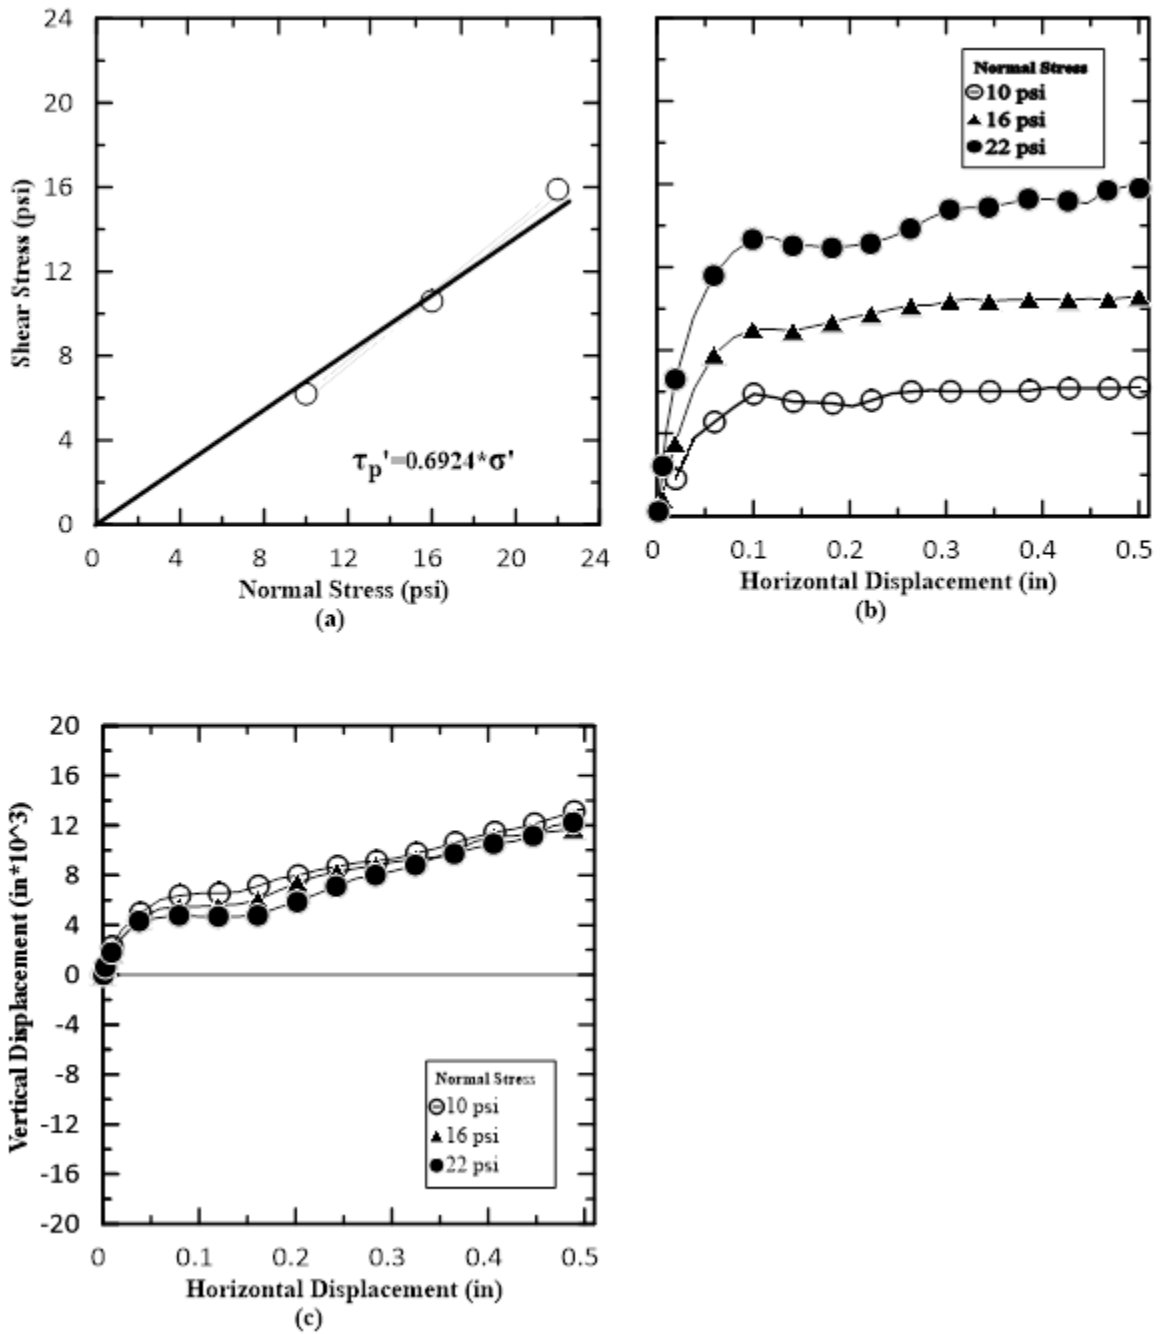 24
20
16
12
8
4
0
Shear Stress (psi)
τp'=0.6924*σ'
0 4 8 12 16 20 24
Normal Stress (psi)
(a)
Normal Stress
10 psi
16 psi
22 psi
0 0.1 0.2 0.3 0.4 0.5
Horizontal Displacement (in)
(b)
20
16
12
8
4
0
-4
-8
-12
-16
-20
Vertical Displacement (in*10^3)
Normal Stress
10 psi
16 psi
22 psi
0 0.1 0.2 0.3 0.4 0.5
Horizontal Displacement (in)
(c)